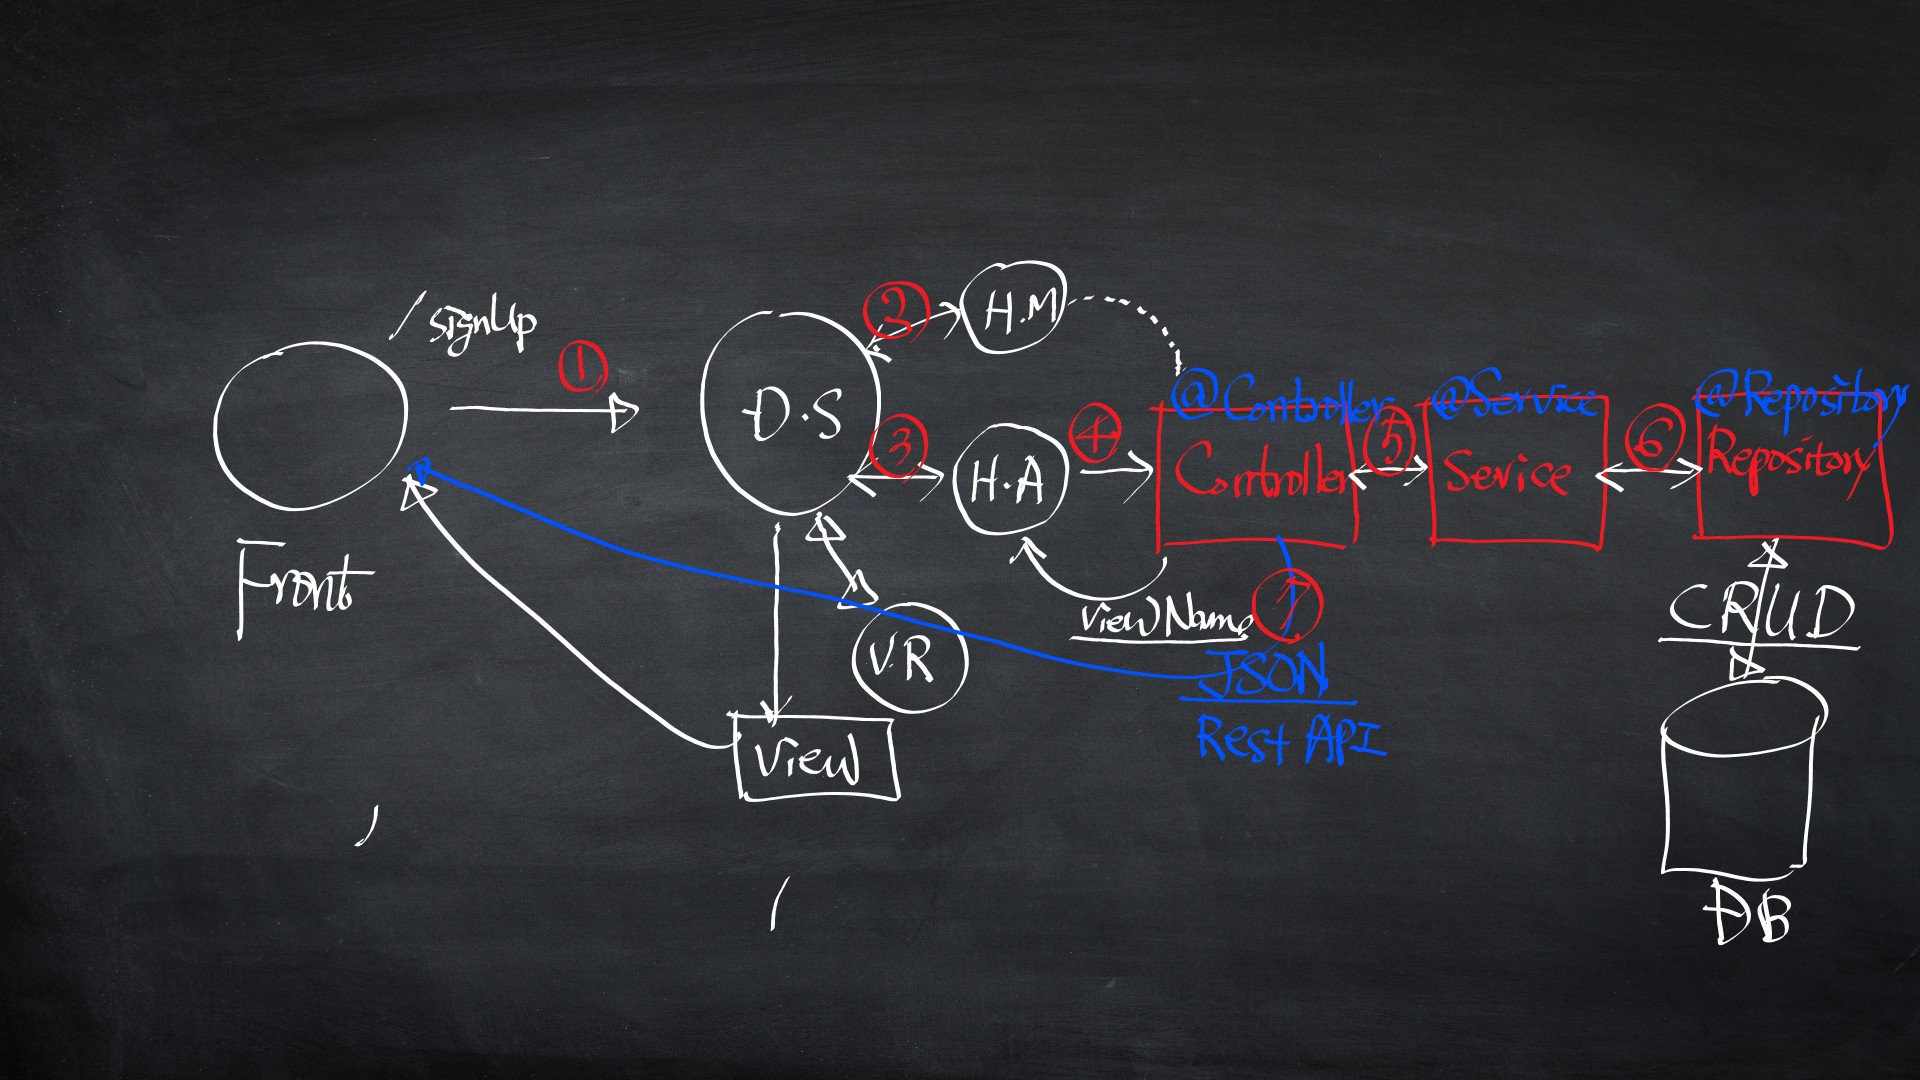 / signUp
①
Front
D.S
②
H.M
③
H.A
④
@Controller
Controller
⑤
@Service
Service
⑥
@Repository
Repository
ViewName
⑦
JSON
Rest API
V.R
View
CRUD
DB